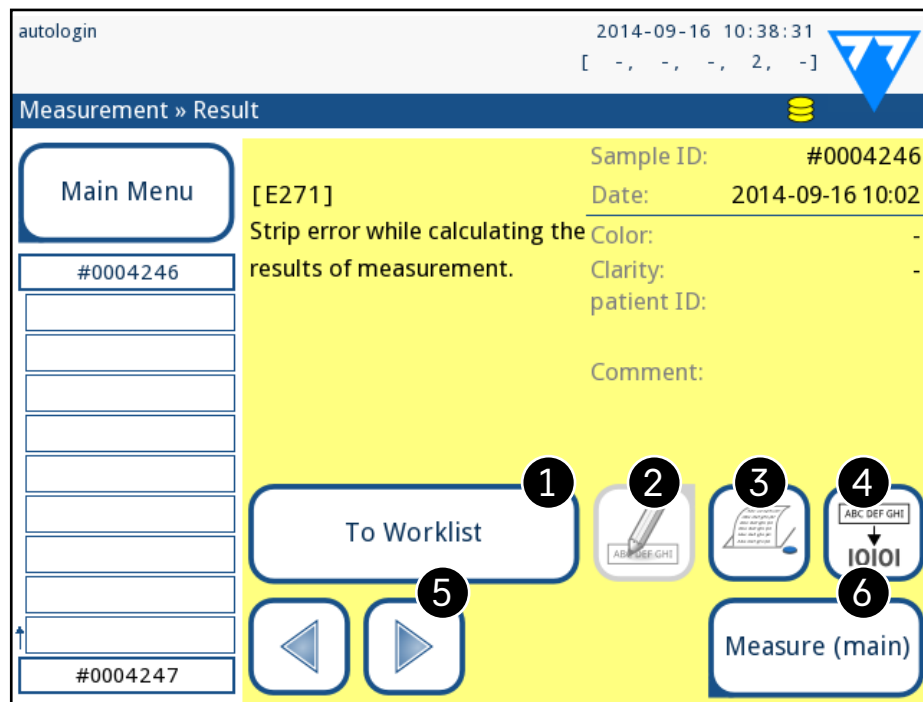 autologin
2014-09-16 10:38:31
[ -, -, -, 2, -]
Measurement » Result
Main Menu
#0004246
#0004247
[E271]
Strip error while calculating the
results of measurement.
Sample ID: #0004246
Date: 2014-09-16 10:02
Color: -
Clarity: -
patient ID:
Comment:
1
2
3
4
To Worklist
ABC DEF GHI
ABC DEF GHI
IOIOI
5
6
Measure (main)